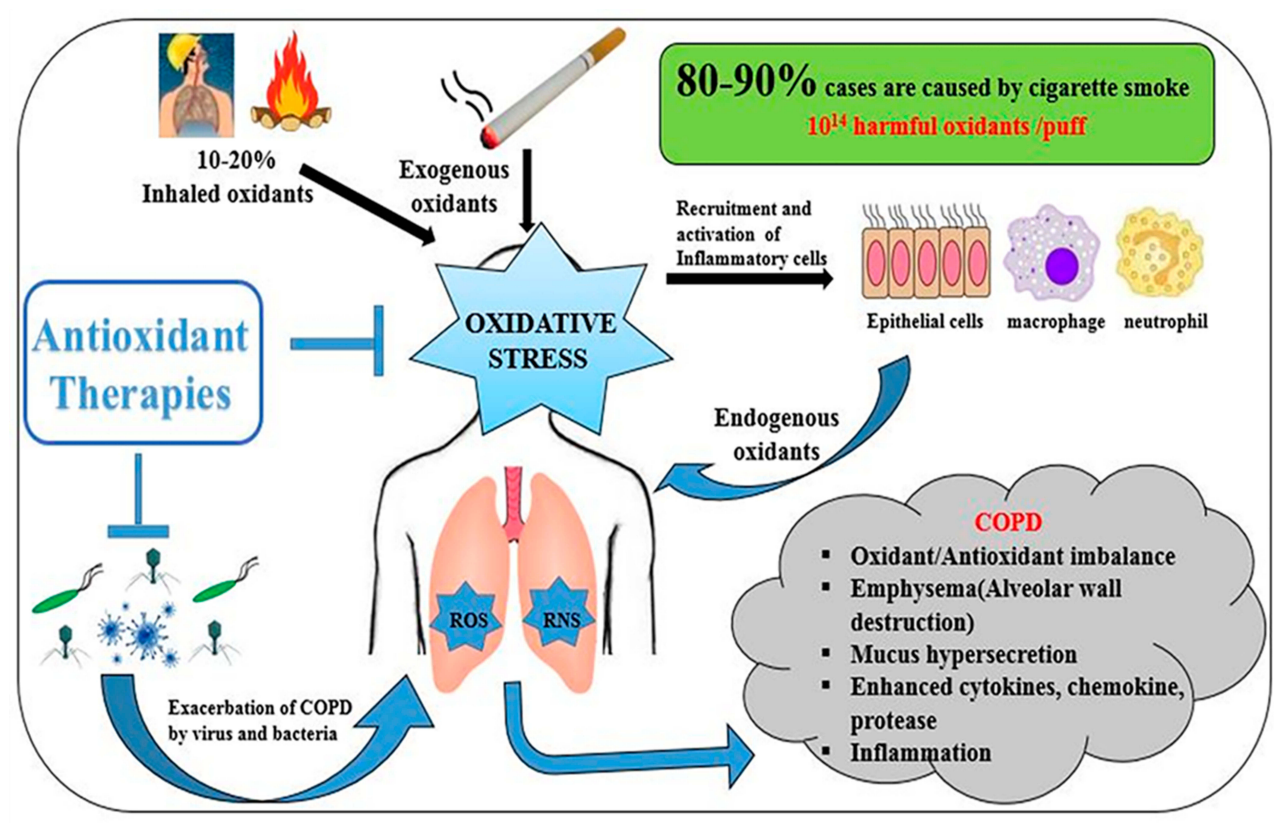 80-90% cases are caused by cigarette smoke
10¹⁴ harmful oxidants /puff
10-20%
Inhaled oxidants
Exogenous
oxidants
Recruitment and
activation of
Inflammatory cells
Epithelial cells
macrophage
neutrophil
OXIDATIVE
STRESS
Antioxidant
Therapies
Endogenous
oxidants
ROS
RNS
Exacerbation of COPD
by virus and bacteria
COPD
▪ Oxidant/Antioxidant imbalance
▪ Emphysema(Alveolar wall
destruction)
▪ Mucus hypersecretion
▪ Enhanced cytokines, chemokine,
protease
▪ Inflammation